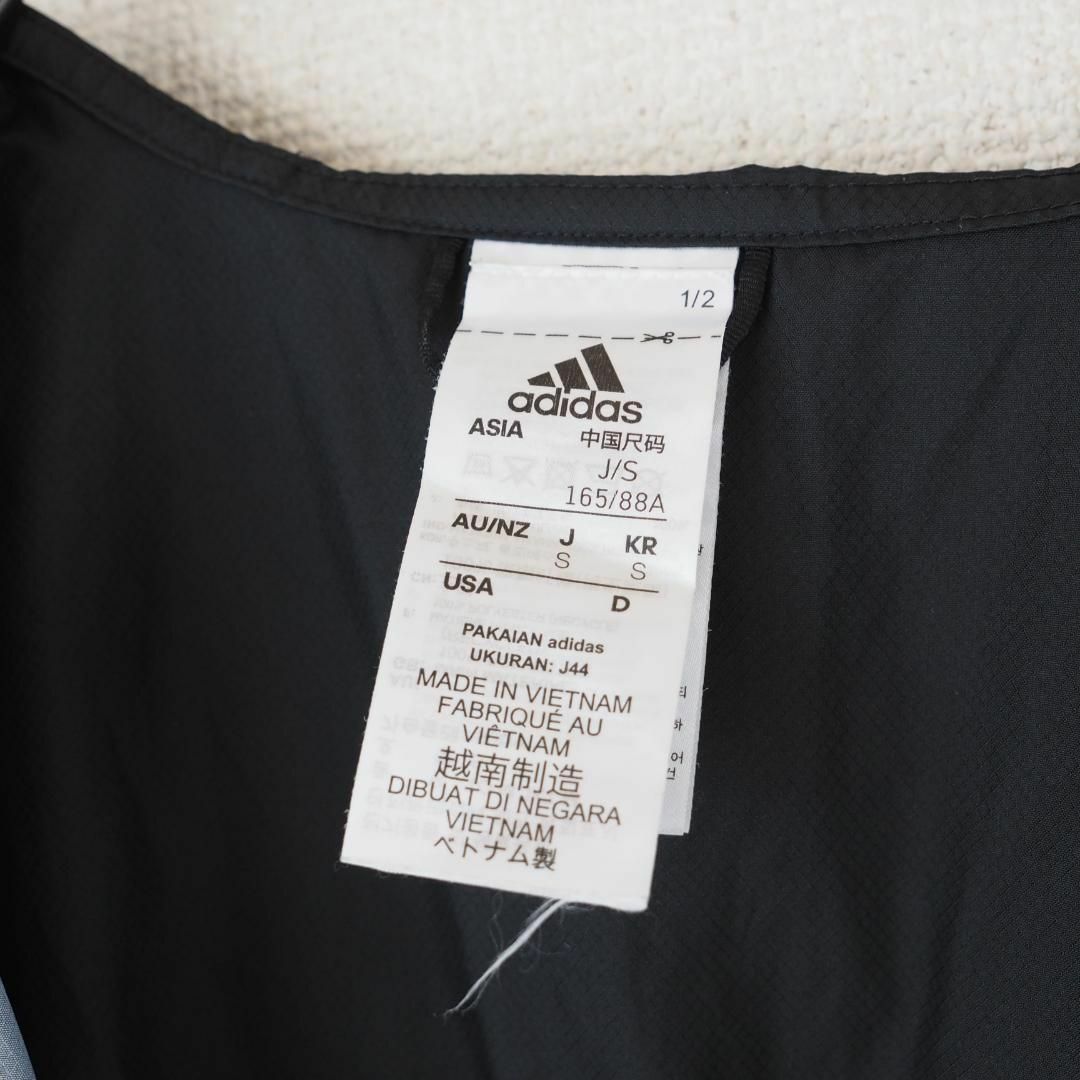 1/2
adidas
ASIA 中国尺码
J/S
165/88A
AU/NZ J KR
S S
USA D
PAKAIAN adidas
UKURAN: J44
MADE IN VIETNAM
FABRIQUÉ AU
VIÊTNAM
越南制造
DIBUAT DI NEGARA
VIETNAM
ベトナム製